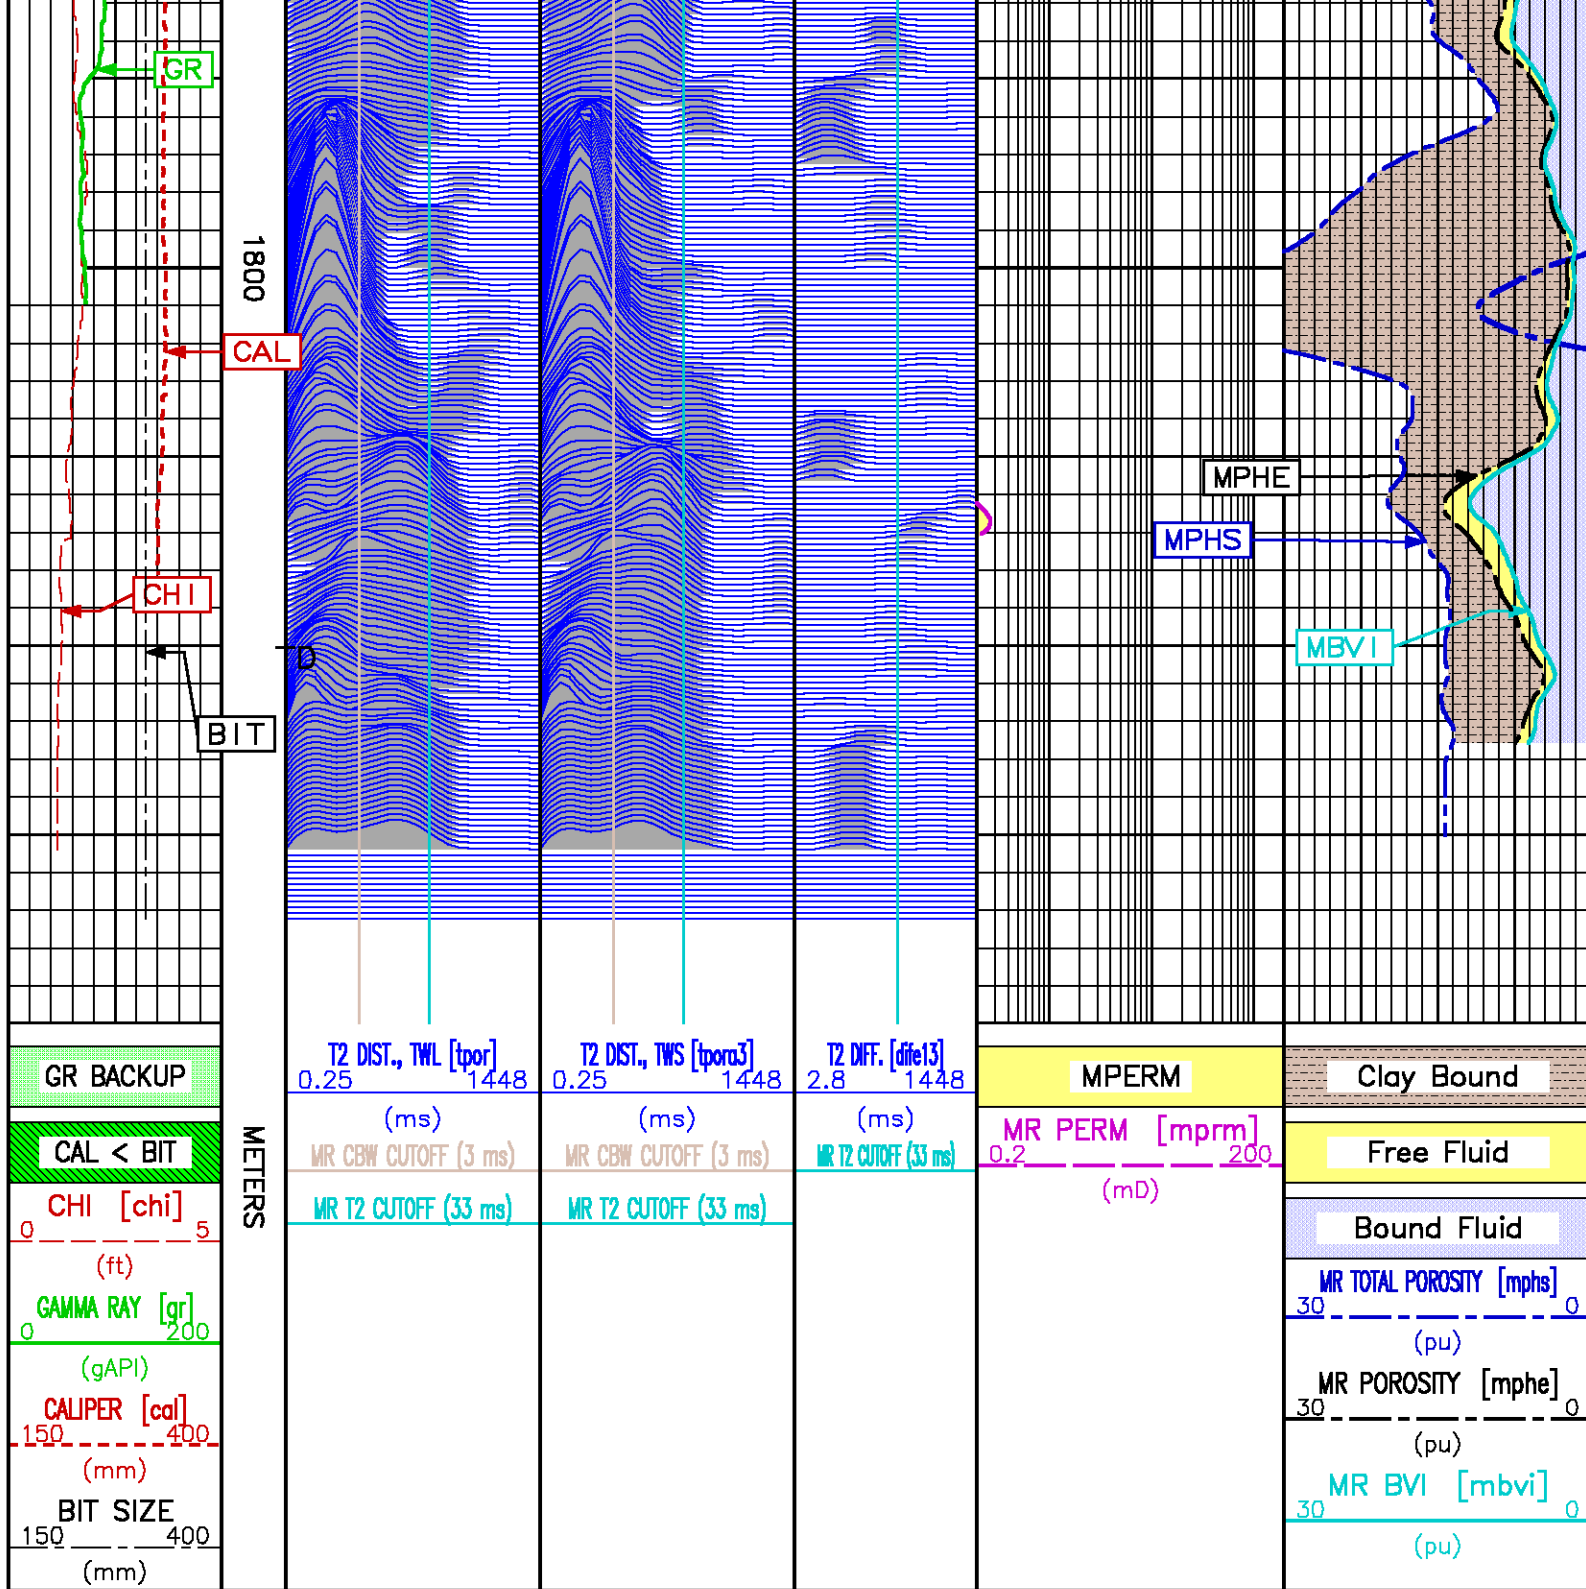 GR
1800
CAL
MPHE
MPHS
CHI
MBVI
D
BIT
GR BACKUP
CAL < BIT
CHI [chi]
0 5
(ft)
GAMMA RAY [gr]
0 200
(gAPI)
CALIPER [cal]
150 400
(mm)
BIT SIZE
150 400
(mm)
METERS
T2 DIST., TWL [tpor]
0.25 1448
(ms)
MR CBW CUTOFF (3 ms)
MR T2 CUTOFF (33 ms)
T2 DIST., TWS [tpora3]
0.25 1448
(ms)
MR CBW CUTOFF (3 ms)
MR T2 CUTOFF (33 ms)
T2 DIFF. [dife13]
2.8 1448
(ms)
MR T2 CUTOFF (33 ms)
MPERM
MR PERM [mprm]
0.2 200
(mD)
Clay Bound
Free Fluid
Bound Fluid
MR TOTAL POROSITY [mphs]
30 0
(pu)
MR POROSITY [mphe]
30 0
(pu)
MR BVI [mbvi]
30 0
(pu)